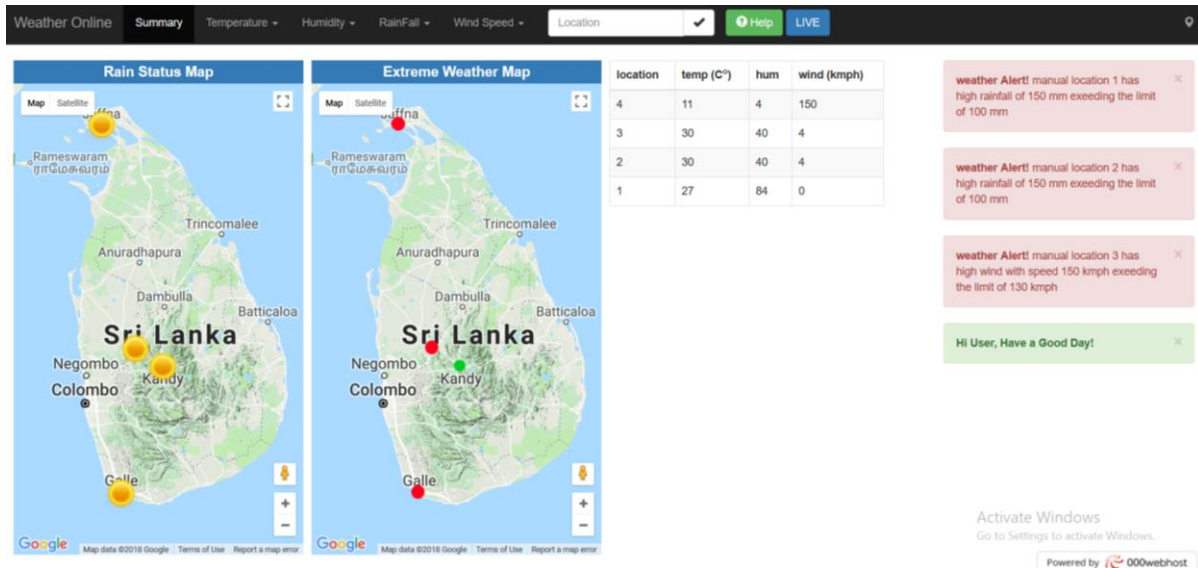 Weather Online Summary Temperature Humidity RainFall Wind Speed Location Help LIVE
Rain Status Map
Map Satellite
Rameswaram
ராமேசுவரம்
Trincomalee
Anuradhapura
Dambulla
Batticaloa
Sri Lanka
Negombo
Kandy
Colombo
Galle
Google Map data ©2018 Google Terms of Use Report a map error
Extreme Weather Map
Map Satellite
Jaffna
Rameswaram
ராமேசுவரம்
Trincomalee
Anuradhapura
Dambulla
Batticaloa
Sri Lanka
Negombo
Kandy
Colombo
Galle
Google Map data ©2018 Google Terms of Use Report a map error
location temp (C°) hum wind (kmph)
4 11 4 150
3 30 40 4
2 30 40 4
1 27 84 0
weather Alert! manual location 1 has
high rainfall of 150 mm exeeding the limit
of 100 mm
weather Alert! manual location 2 has
high rainfall of 150 mm exeeding the limit
of 100 mm
weather Alert! manual location 3 has
high wind with speed 150 kmph exeeding
the limit of 130 kmph
Hi User, Have a Good Day!
Activate Windows
Go to Settings to activate Windows.
Powered by 000webhost